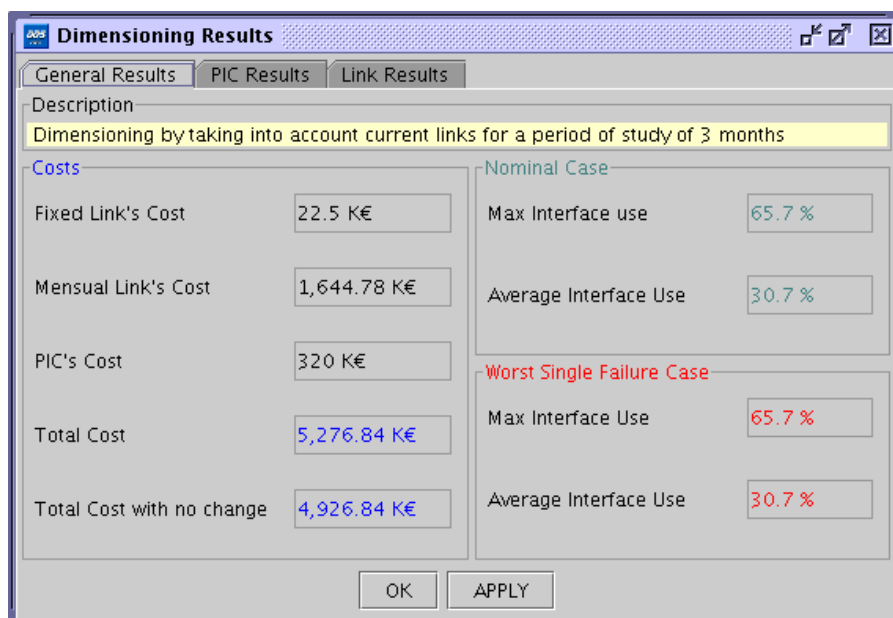 Dimensioning Results
General Results PIC Results Link Results
Description
Dimensioning by taking into account current links for a period of study of 3 months
Costs
Fixed Link's Cost 22.5 K€
Mensual Link's Cost 1,644.78 K€
PIC's Cost 320 K€
Total Cost 5,276.84 K€
Total Cost with no change 4,926.84 K€
Nominal Case
Max Interface use 65.7 %
Average Interface Use 30.7 %
Worst Single Failure Case
Max Interface Use 65.7 %
Average Interface Use 30.7 %
OK APPLY